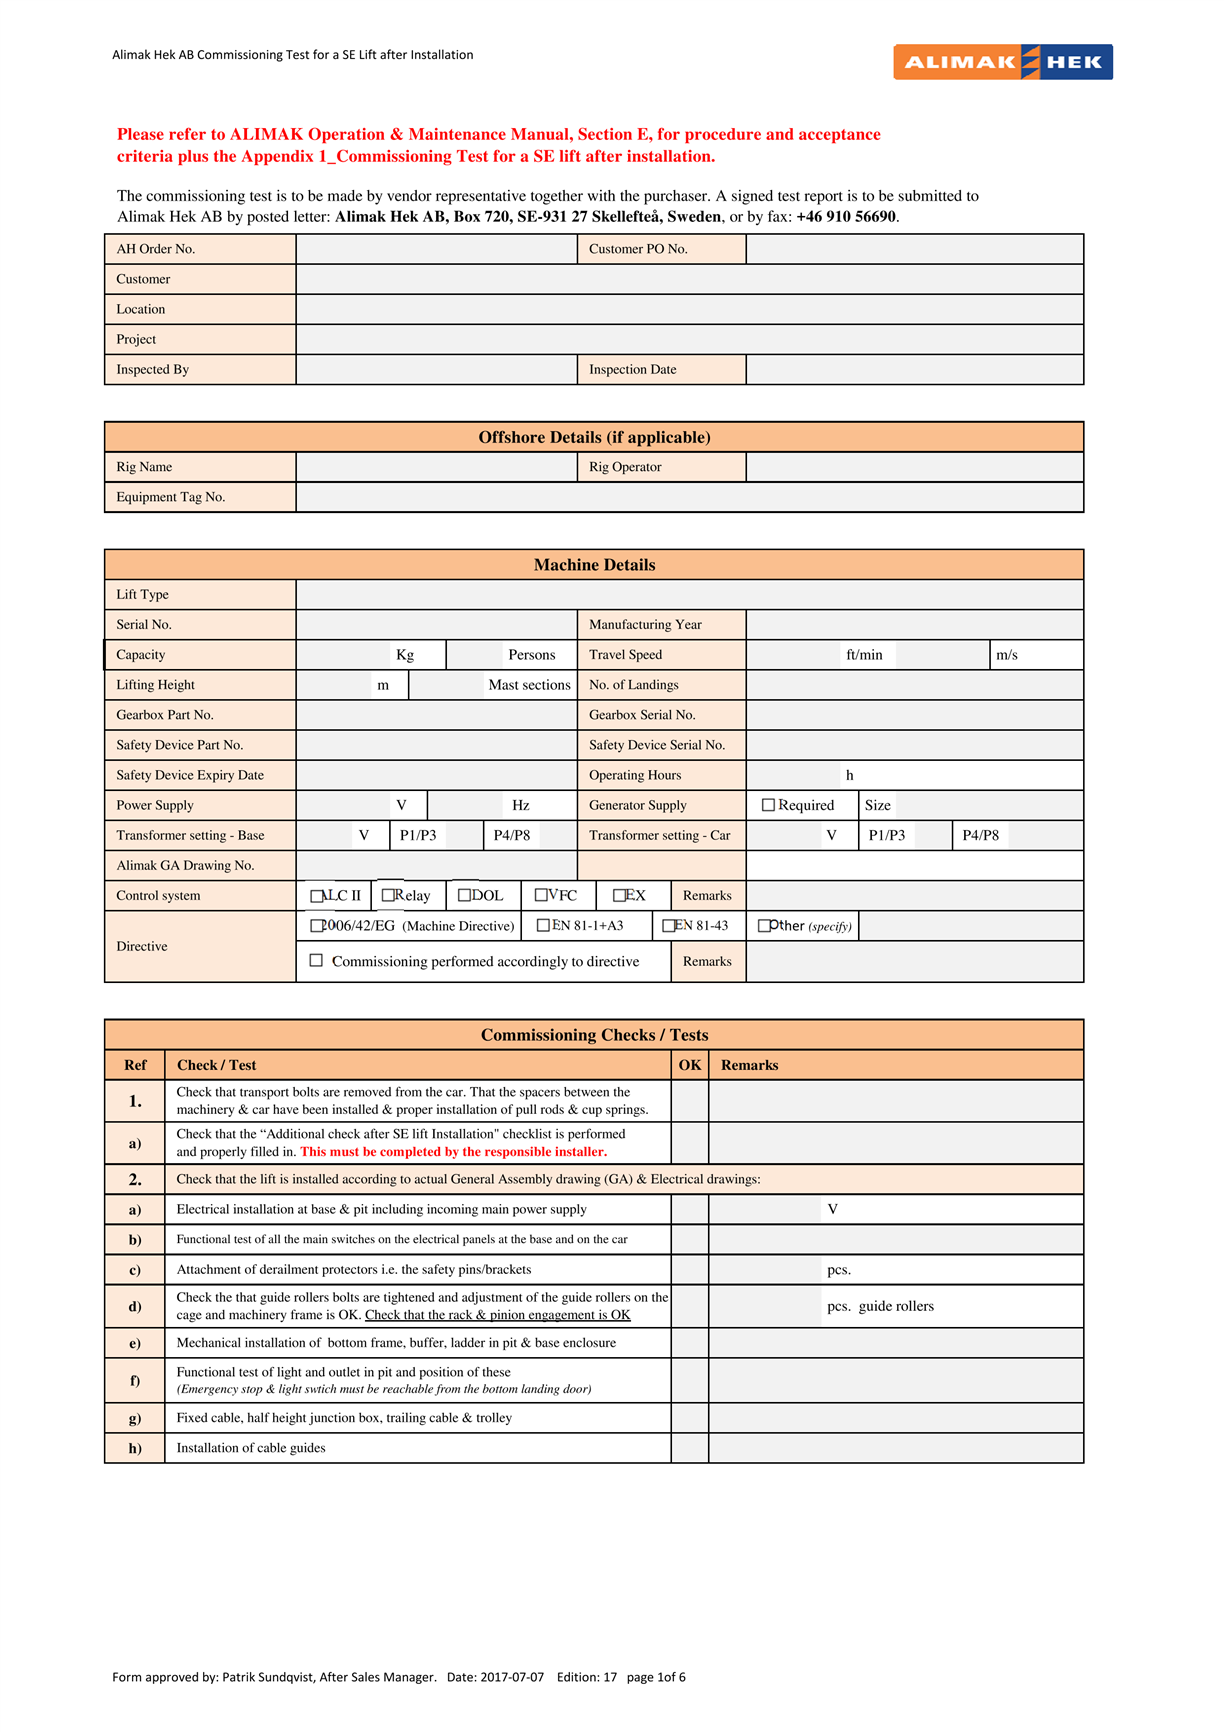 Alimak Hek AB Commissioning Test for a SE Lift after Installation
ALIMAK HEK
Please refer to ALIMAK Operation & Maintenance Manual, Section E, for procedure and acceptance
criteria plus the Appendix 1_Commissioning Test for a SE lift after installation.
The commissioning test is to be made by vendor representative together with the purchaser. A signed test report is to be submitted to
Alimak Hek AB by posted letter: Alimak Hek AB, Box 720, SE-931 27 Skellefteå, Sweden, or by fax: +46 910 56690.
AH Order No. Customer PO No.
Customer
Location
Project
Inspected By Inspection Date
Offshore Details (if applicable)
Rig Name Rig Operator
Equipment Tag No.
Machine Details
Lift Type
Serial No. Manufacturing Year
Capacity Kg Persons Travel Speed ft/min m/s
Lifting Height m Mast sections No. of Landings
Gearbox Part No. Gearbox Serial No.
Safety Device Part No. Safety Device Serial No.
Safety Device Expiry Date Operating Hours h
Power Supply V Hz Generator Supply ☐ Required Size
Transformer setting - Base V P1/P3 P4/P8 Transformer setting - Car V P1/P3 P4/P8
Alimak GA Drawing No.
Control system ☐ ALC II ☐ Relay ☐ DOL ☐ VFC ☐ EX Remarks
Directive ☐ 2006/42/EG (Machine Directive) ☐ EN 81-1+A3 ☐ EN 81-43 ☐ Other (specify)
☐ Commissioning performed accordingly to directive Remarks
Commissioning Checks / Tests
Ref Check / Test OK Remarks
1. Check that transport bolts are removed from the car. That the spacers between the
machinery & car have been installed & proper installation of pull rods & cup springs.
a) Check that the “Additional check after SE lift Installation" checklist is performed
and properly filled in. This must be completed by the responsible installer.
2. Check that the lift is installed according to actual General Assembly drawing (GA) & Electrical drawings:
a) Electrical installation at base & pit including incoming main power supply V
b) Functional test of all the main switches on the electrical panels at the base and on the car
c) Attachment of derailment protectors i.e. the safety pins/brackets pcs.
d) Check the that guide rollers bolts are tightened and adjustment of the guide rollers on the
cage and machinery frame is OK. Check that the rack & pinion engagement is OK pcs. guide rollers
e) Mechanical installation of bottom frame, buffer, ladder in pit & base enclosure
f) Functional test of light and outlet in pit and position of these
(Emergency stop & light swtich must be reachable from the bottom landing door)
g) Fixed cable, half height junction box, trailing cable & trolley
h) Installation of cable guides
Form approved by: Patrik Sundqvist, After Sales Manager. Date: 2017-07-07 Edition: 17 page 1of 6